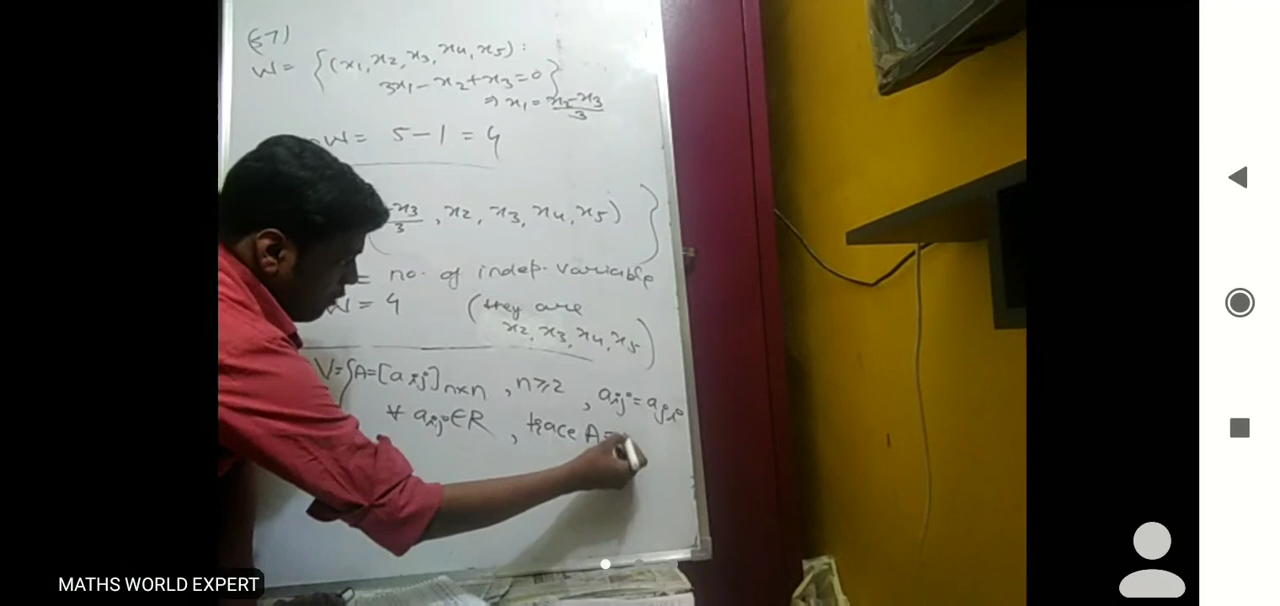 57)
W = {(x1, x2, x3, x4, x5) :
3x1 - x2 + x3 = 0}
⇒ x1 = x2-x3/3
W = 5-1 = 4
x3/3, x2, x3, x4, x5)}
= no. of indep. variable
W = 4 (they are
x2, x3, x4, x5)
V = {A = [aij]n×n, n≥2, aij = aji
∀ aij ∈ R, trace A =
MATHS WORLD EXPERT